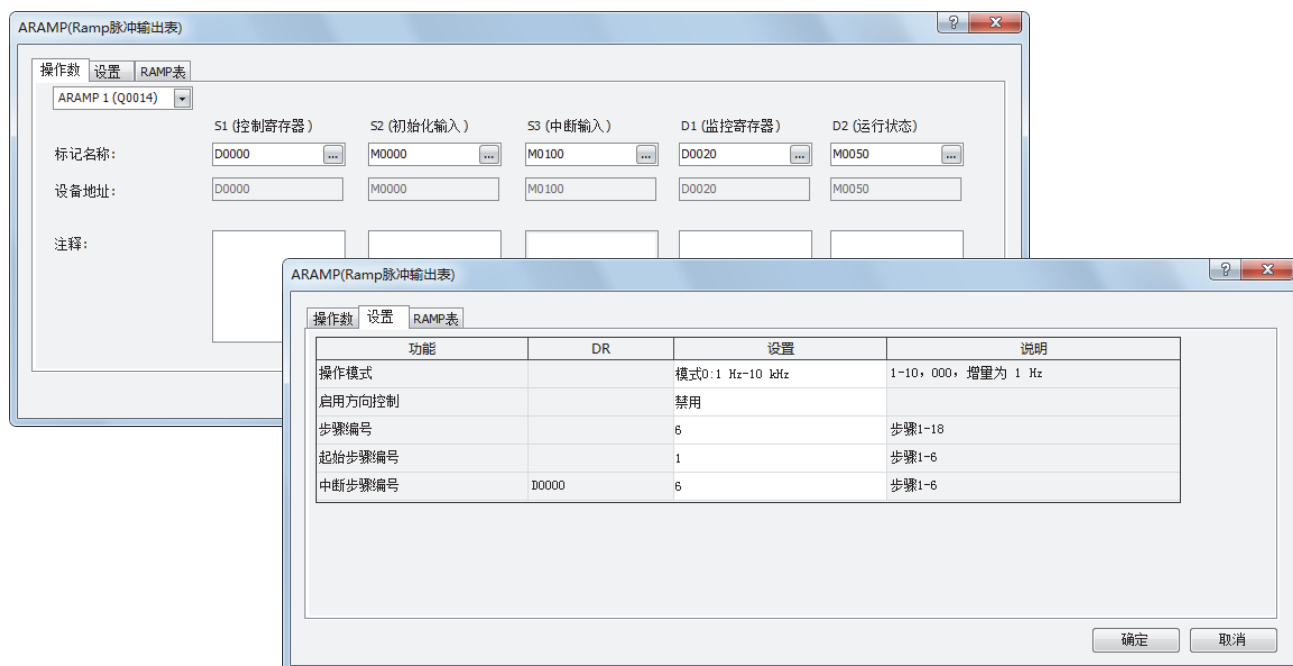 ARAMP(Ramp脉冲输出表)
操作数 设置 RAMP表
ARAMP 1 (Q0014)
S1 (控制寄存器) S2 (初始化输入) S3 (中断输入) D1 (监控寄存器) D2 (运行状态)
标记名称: D0000 ... M0000 ... M0100 ... D0020 ... M0050 ...
设备地址: D0000 M0000 M0100 D0020 M0050
注释:
ARAMP(Ramp脉冲输出表)
操作数 设置 RAMP表
功能 DR 设置 说明
操作模式 模式0:1 Hz-10 kHz 1-10，000，增量为 1 Hz
启用方向控制 禁用
步骤编号 6 步骤1-18
起始步骤编号 1 步骤1-6
中断步骤编号 D0000 6 步骤1-6
确定 取消